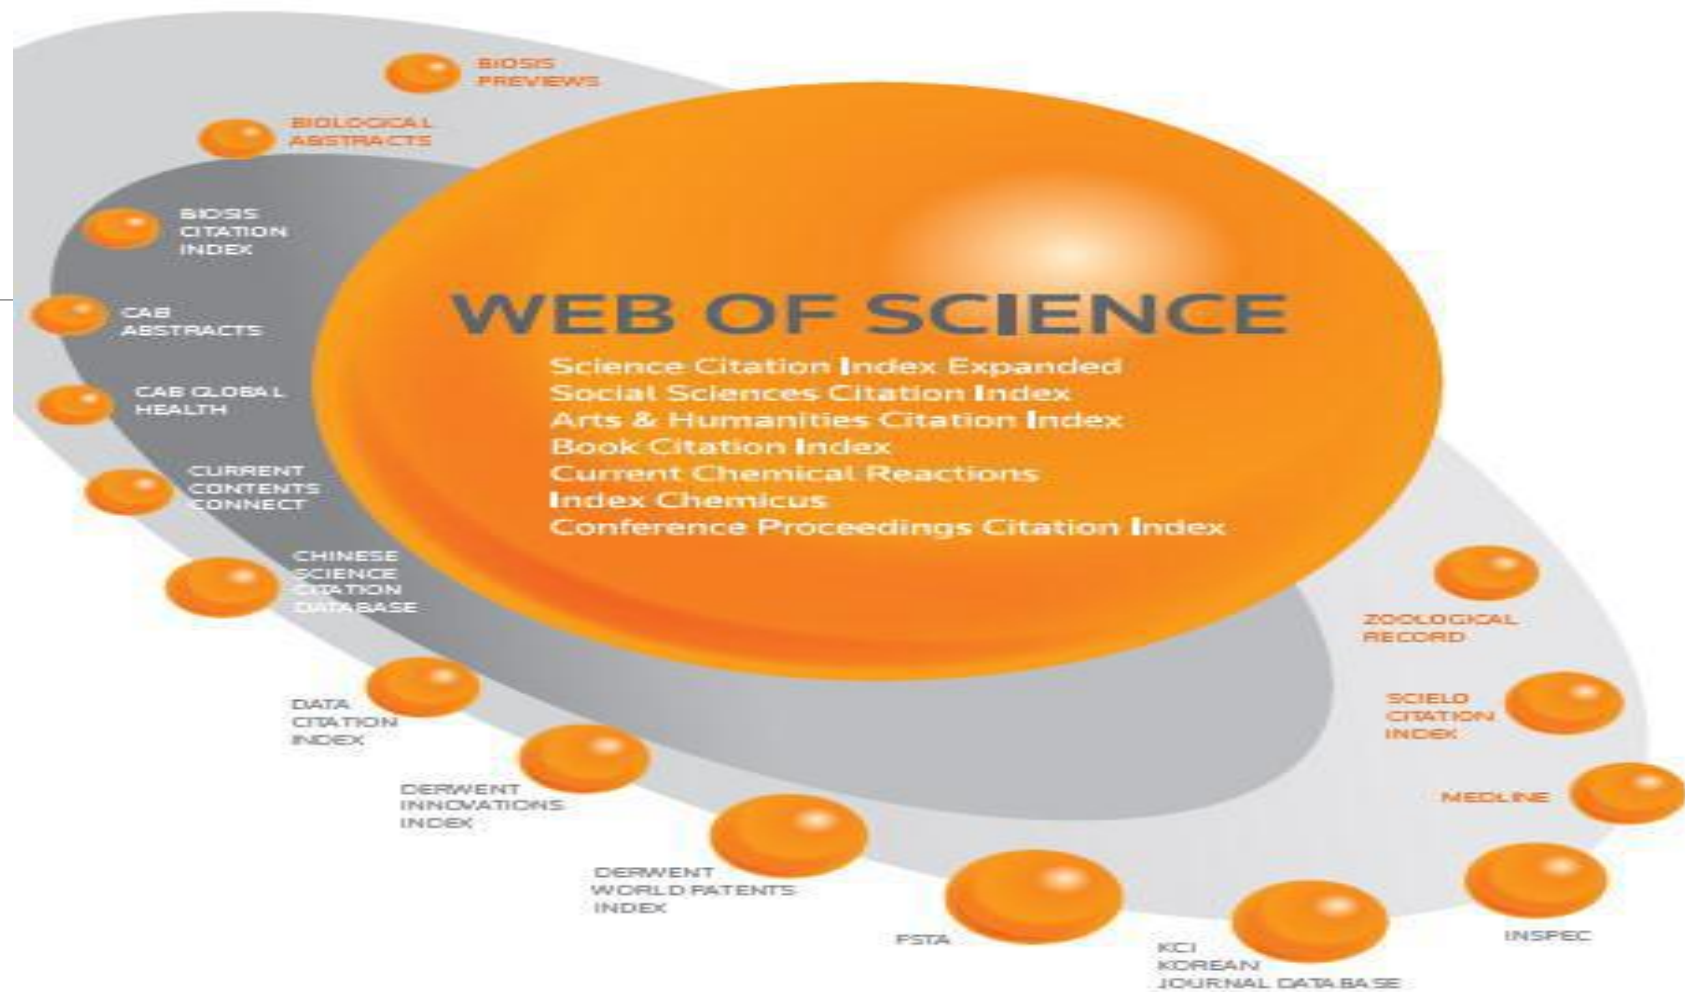 BIOSIS
PREVIEWS
BIOLOGICAL
ABSTRACTS
BIOSIS
CITATION
INDEX
CAB
ABSTRACTS
CAB GLOBAL
HEALTH
CURRENT
CONTENTS
CONNECT
CHINESE
SCIENCE
CITATION
DATABASE
DATA
CITATION
INDEX
DERWENT
INNOVATIONS
INDEX
DERWENT
WORLD PATENTS
INDEX
FSTA
KCI
KOREAN
JOURNAL DATABASE
INSPEC
MEDLINE
SCIELO
CITATION
INDEX
ZOOLOGICAL
RECORD
WEB OF SCIENCE
Science Citation Index Expanded
Social Sciences Citation Index
Arts & Humanities Citation Index
Book Citation Index
Current Chemical Reactions
Index Chemicus
Conference Proceedings Citation Index